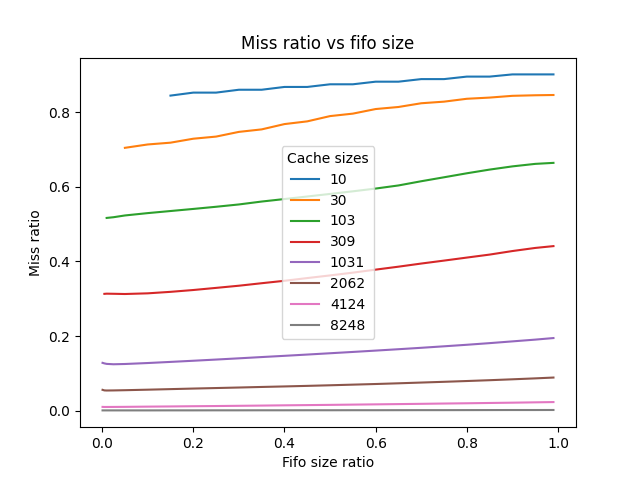 Miss ratio vs fifo size
Miss ratio
0.8
0.6
0.4
0.2
0.0
Cache sizes
10
30
103
309
1031
2062
4124
8248
0.0 0.2 0.4 0.6 0.8 1.0
Fifo size ratio